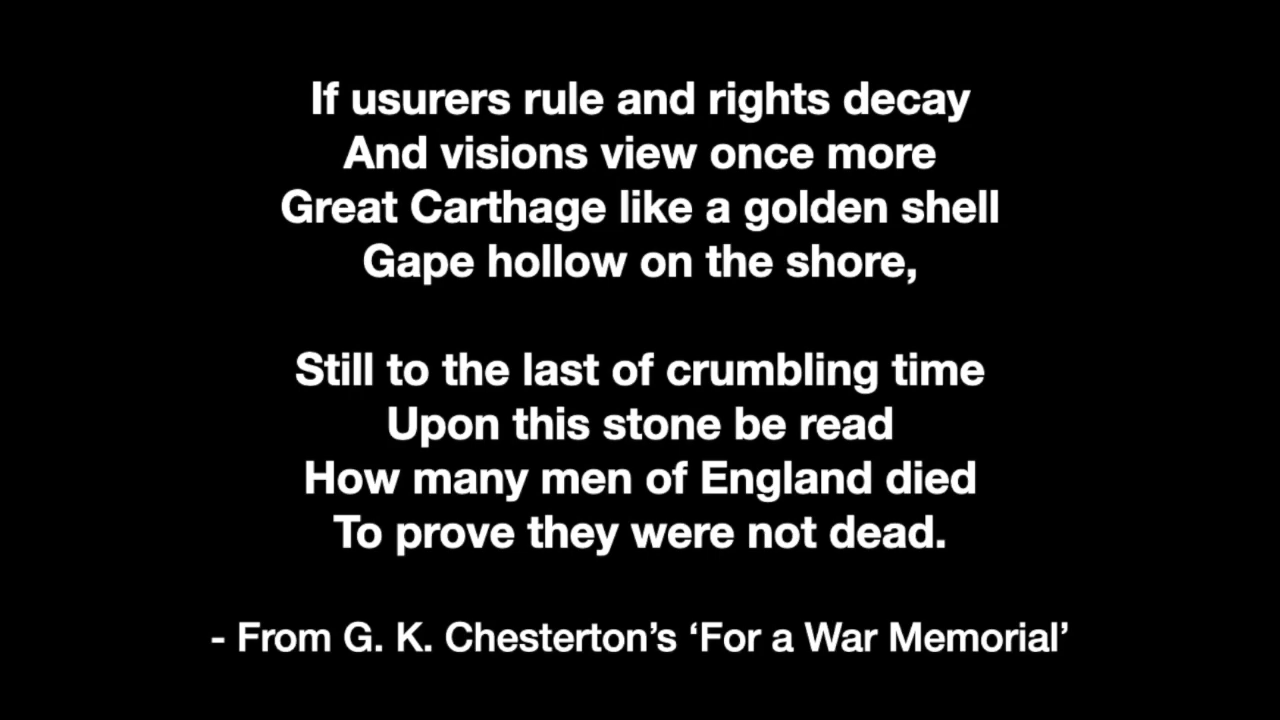 If usurers rule and rights decay
And visions view once more
Great Carthage like a golden shell
Gape hollow on the shore,
Still to the last of crumbling time
Upon this stone be read
How many men of England died
To prove they were not dead.
- From G. K. Chesterton’s ‘For a War Memorial’